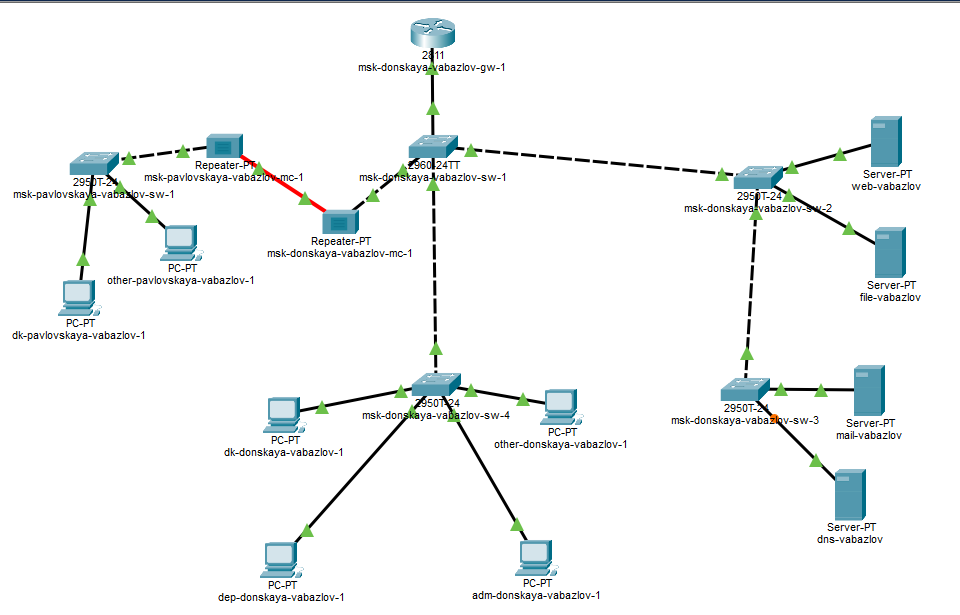 2811
msk-donskaya-vabazlov-gw-1
Repeater-PT
msk-pavlovskaya-vabazlov-mc-1
2950T-24
msk-pavlovskaya-vabazlov-sw-1
2960-24TT
msk-donskaya-vabazlov-sw-1
Server-PT
web-vabazlov
2950T-24
msk-donskaya-vabazlov-sw-2
Repeater-PT
msk-donskaya-vabazlov-mc-1
PC-PT
other-pavlovskaya-vabazlov-1
Server-PT
file-vabazlov
PC-PT
dk-pavlovskaya-vabazlov-1
2950T-24
msk-donskaya-vabazlov-sw-4
2950T-24
msk-donskaya-vabazlov-sw-3
Server-PT
mail-vabazlov
PC-PT
dk-donskaya-vabazlov-1
PC-PT
other-donskaya-vabazlov-1
Server-PT
dns-vabazlov
PC-PT
dep-donskaya-vabazlov-1
PC-PT
adm-donskaya-vabazlov-1